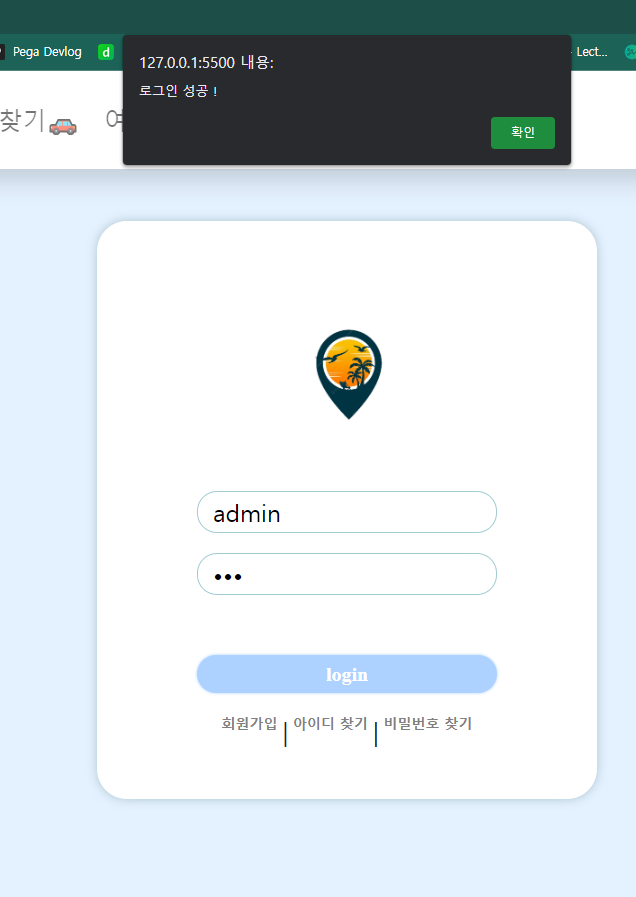 Pega Devlog
d
Lect...
127.0.0.1:5500 내용:
로그인 성공 !
확인
찾기
admin
login
회원가입 | 아이디 찾기 | 비밀번호 찾기